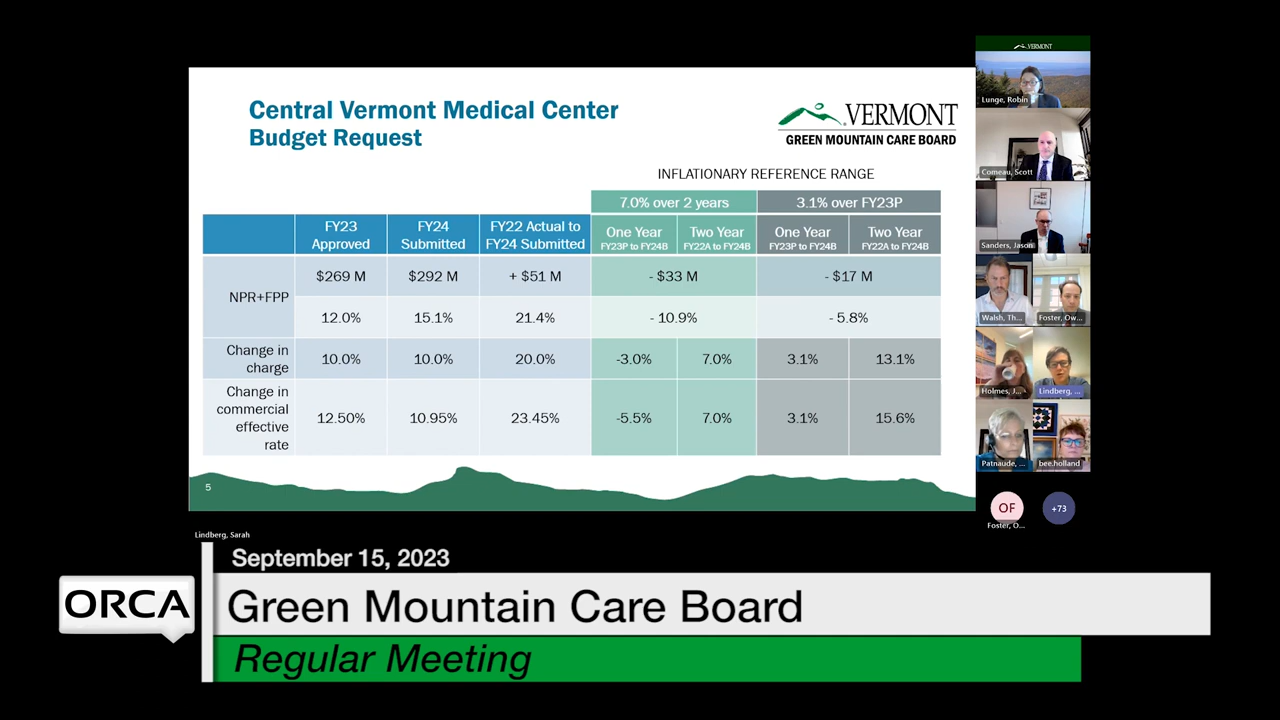 Central Vermont Medical Center
Budget Request
VERMONT
GREEN MOUNTAIN CARE BOARD
INFLATIONARY REFERENCE RANGE
7.0% over 2 years
3.1% over FY23P
FY23
Approved
FY24
Submitted
FY22 Actual to
FY24 Submitted
One Year
FY23P to FY24B
Two Year
FY22A to FY24B
One Year
FY23P to FY24B
Two Year
FY22A to FY24B
NPR+FPP
$269 M
$292 M
+ $51 M
- $33 M
- $17 M
12.0%
15.1%
21.4%
- 10.9%
- 5.8%
Change in
charge
10.0%
10.0%
20.0%
-3.0%
7.0%
3.1%
13.1%
Change in
commercial
effective
rate
12.50%
10.95%
23.45%
-5.5%
7.0%
3.1%
15.6%
5
VERMONT
Lunge, Robin
Comeau, Scott
Sanders, Jason
Walsh, Th...
Foster, Ow...
Holmes, J...
Lindberg, ...
Patnaude, ...
bee.holland
OF
+73
Foster, O...
Lindberg, Sarah
September 15, 2023
ORCA
Green Mountain Care Board
Regular Meeting